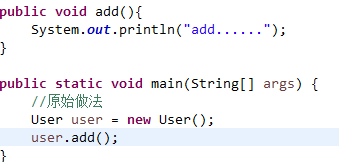 public void add(){
System.out.println("add......");
}
public static void main(String[] args) {
//原始做法
User user = new User();
user.add();
}